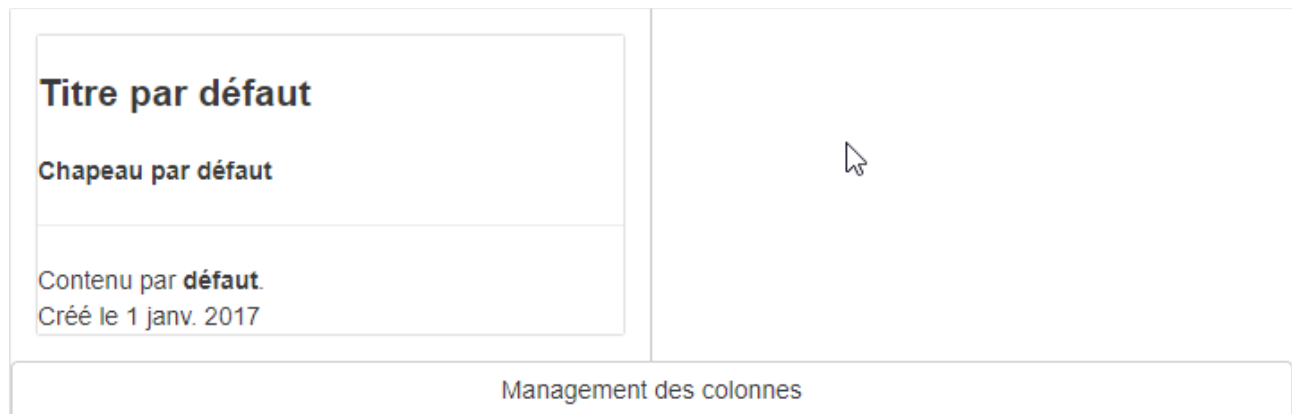 Titre par défaut
Chapeau par défaut
Contenu par défaut.
Créé le 1 janv. 2017
Management des colonnes